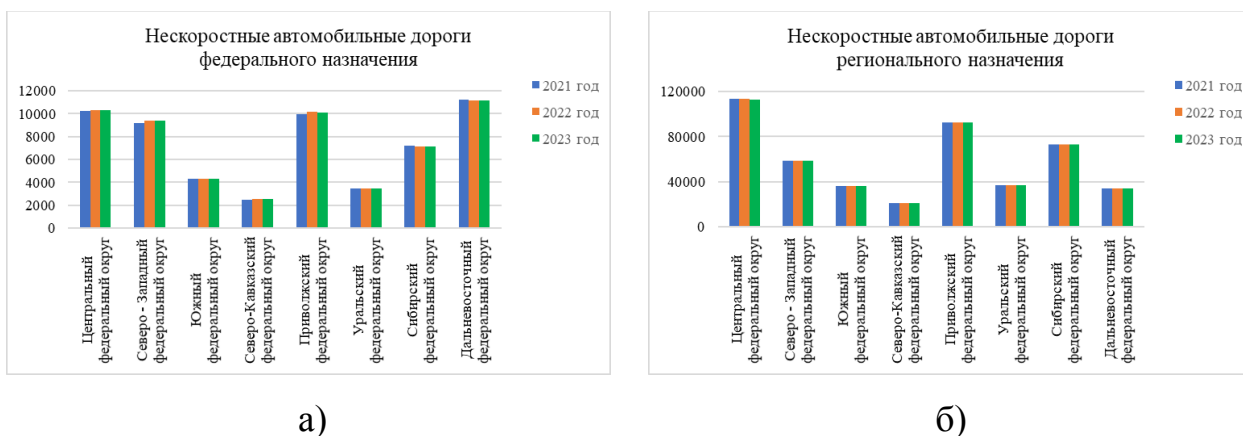 Нескоростные автомобильные дороги
федерального назначения
12000
10000
8000
6000
4000
2000
0
2021 год
2022 год
2023 год
Центральный
федеральный округ
Северо - Западный
федеральный округ
Южный
федеральный округ
Северо-Кавказский
федеральный округ
Приволжский
федеральный округ
Уральский
федеральный округ
Сибирский
федеральный округ
Дальневосточный
федеральный округ
а)
Нескоростные автомобильные дороги
регионального назначения
120000
80000
40000
0
2021 год
2022 год
2023 год
Центральный
федеральный округ
Северо - Западный
федеральный округ
Южный
федеральный округ
Северо-Кавказский
федеральный округ
Приволжский
федеральный округ
Уральский
федеральный округ
Сибирский
федеральный округ
Дальневосточный
федеральный округ
б)